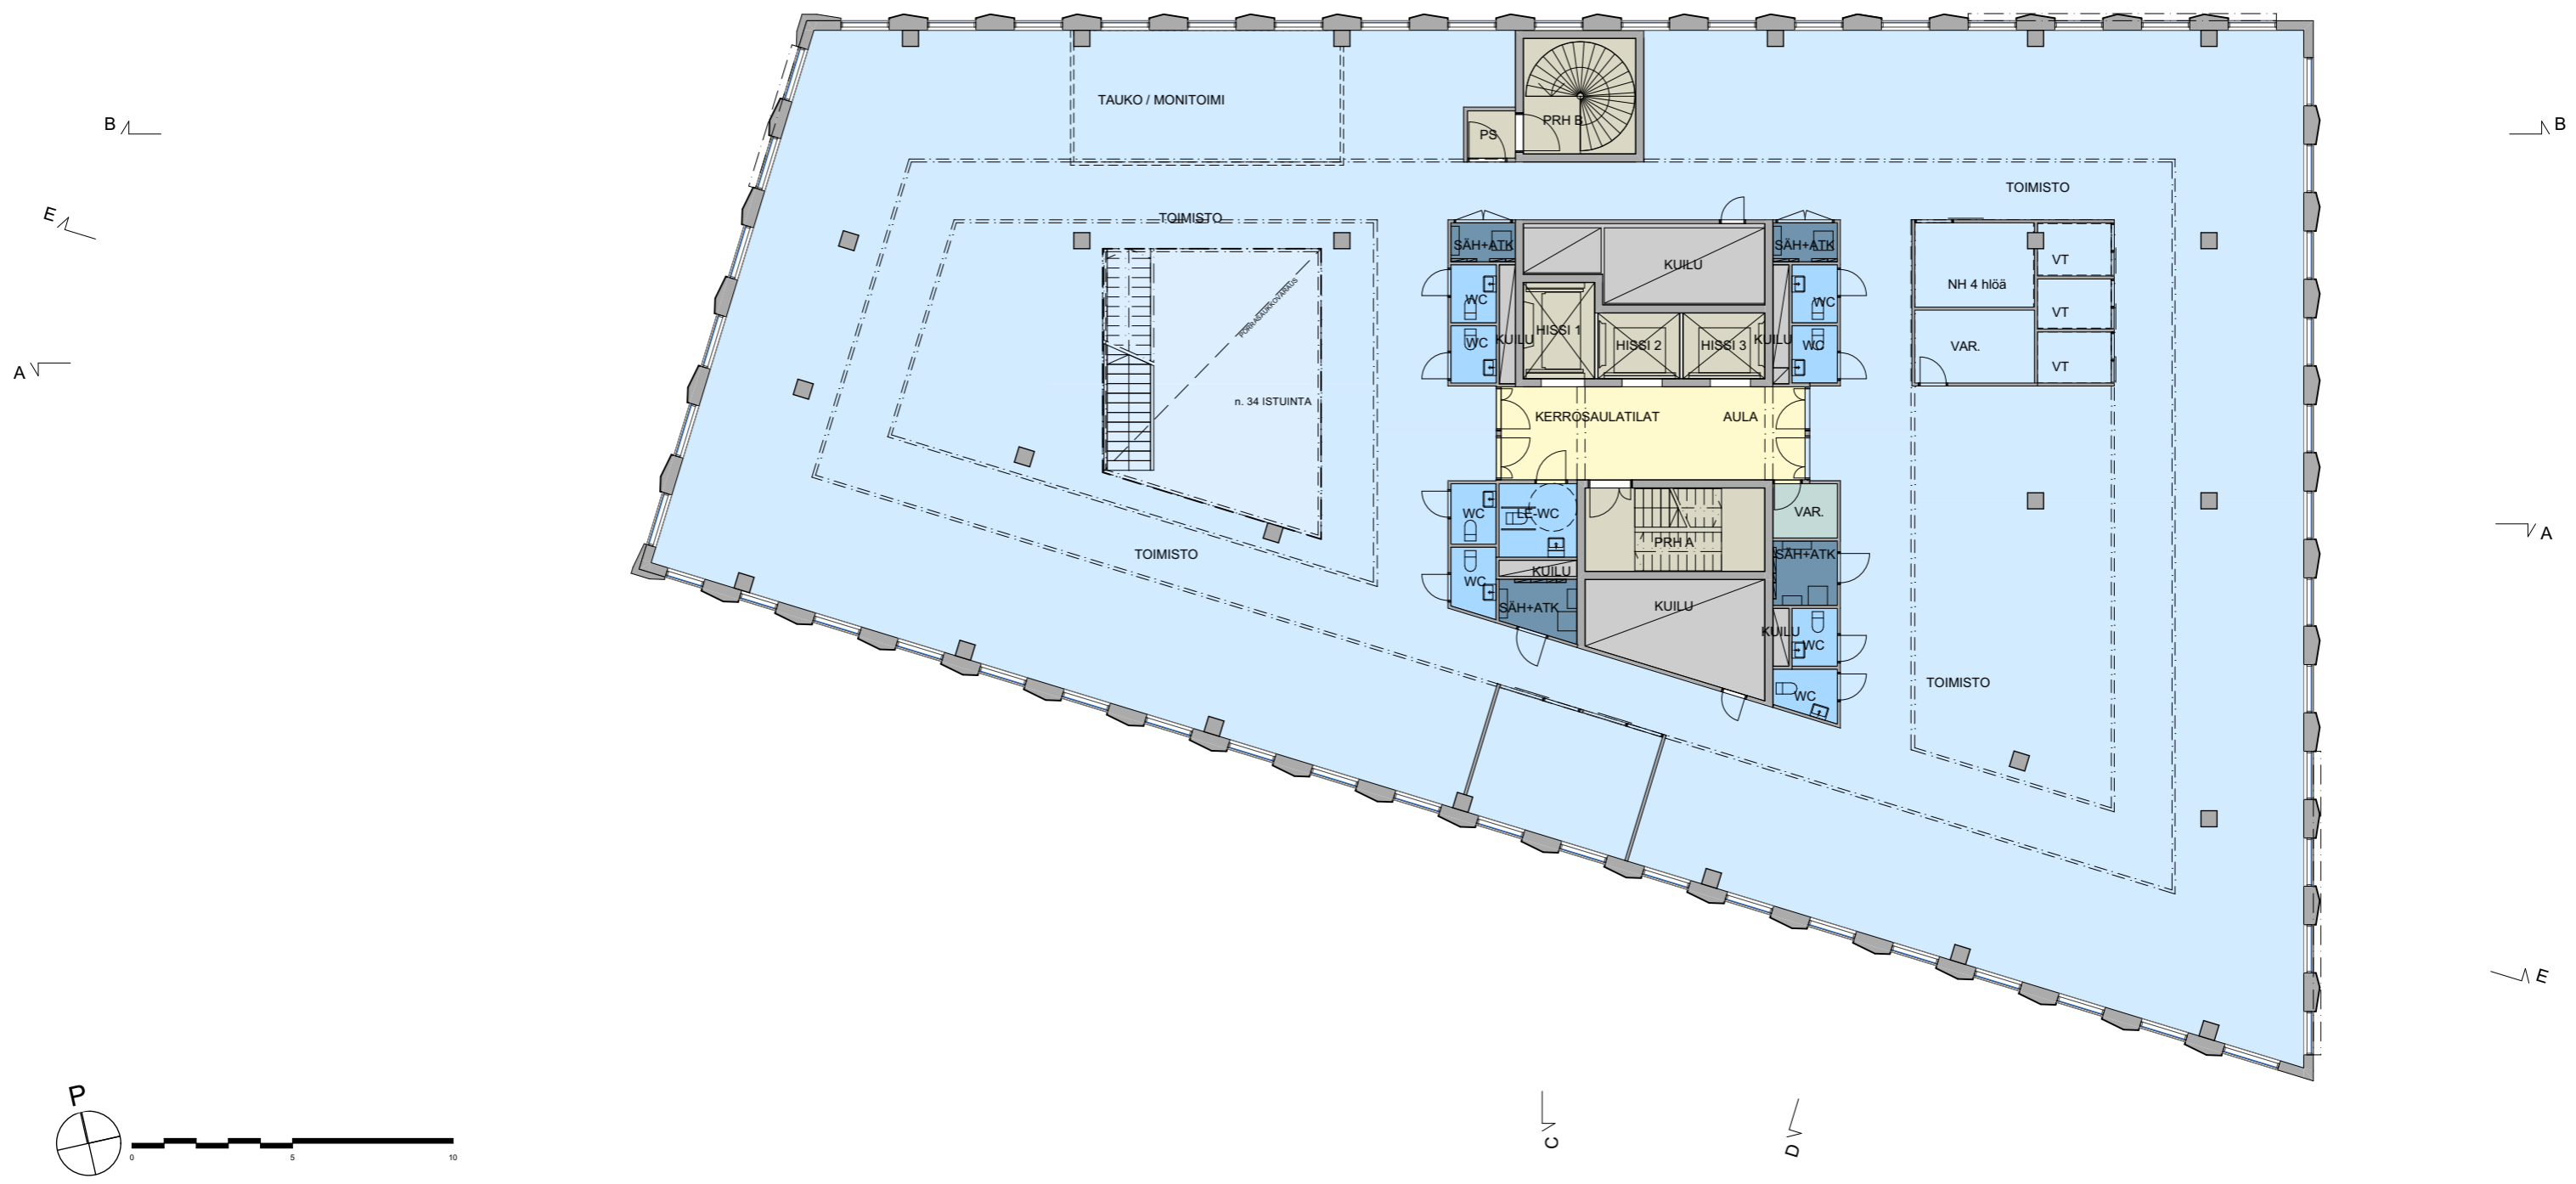 TAUKO / MONITOIMI
PRH B
PS
B
B
E
TOIMISTO
TOIMISTO
SÄH+ATK
SÄH+ATK
KUILU
VT
NH 4 hlöä
WC
WC
PORRASAUKKOVARAUS
VT
HISSI 1
WC
KUILU
HISSI 2
HISSI 3
KUILU
WC
VAR.
VT
A
n. 34 ISTUINTA
KERROSAULATILAT
AULA
WC
LE-WC
VAR.
A
PRH A
TOIMISTO
SÄH+ATK
KUILU
WC
SÄH+ATK
KUILU
KUILU
WC
TOIMISTO
WC
E
P
C
D
0
5
10